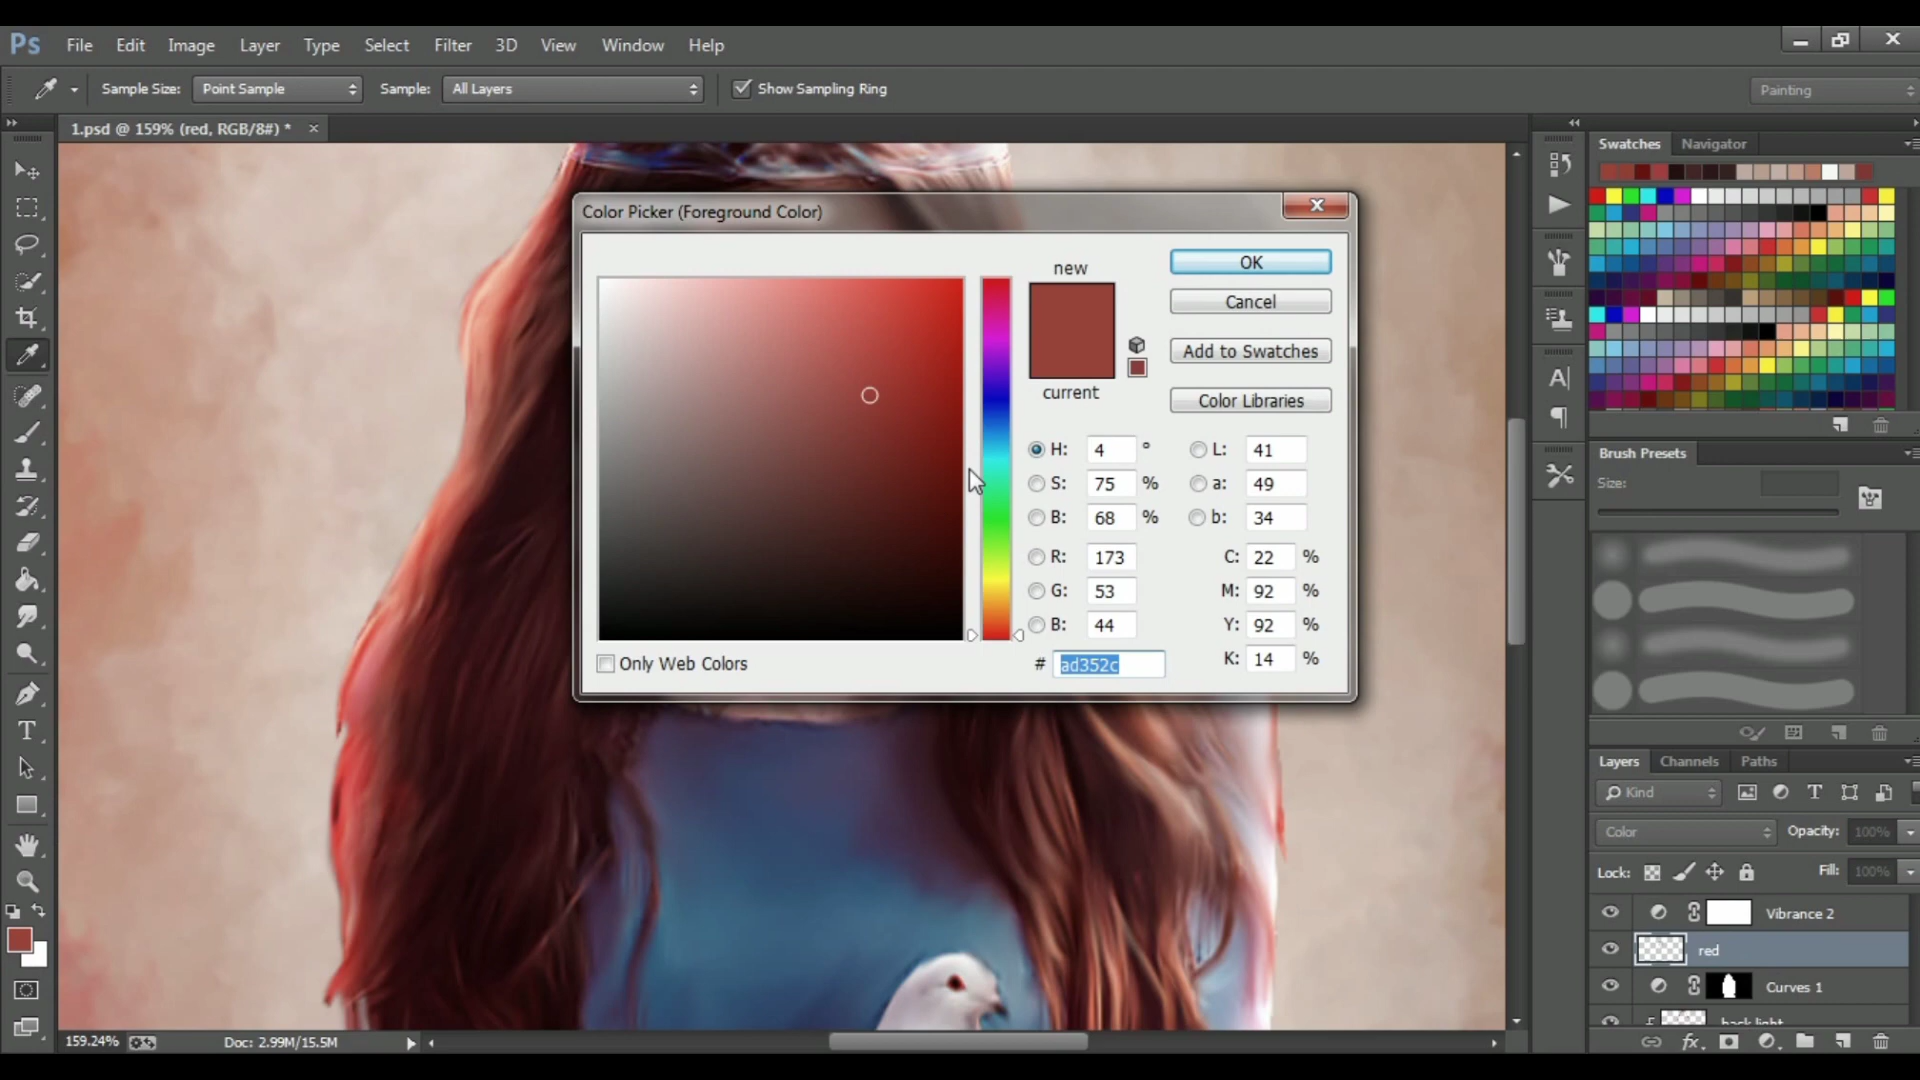 Ps File Edit Image Layer Type Select Filter 3D View Window Help
Sample Size: Point Sample Sample: All Layers Show Sampling Ring Painting
1.psd @ 159% (red, RGB/8#) * ×
Swatches Navigator
Color Picker (Foreground Color)
new
OK
Cancel
Add to Swatches
current
Color Libraries
H: 4 °
L: 41
S: 75 %
a: 49
B: 68 %
b: 34
R: 173
C: 22 %
G: 53
M: 92 %
B: 44
Y: 92 %
Only Web Colors
# ad352c
K: 14 %
Brush Presets
Size:
Layers Channels Paths
Kind
Color Opacity: 100%
Lock: Fill: 100%
Vibrance 2
red
Curves 1
back light
159.24% Doc: 2.99M/15.5M